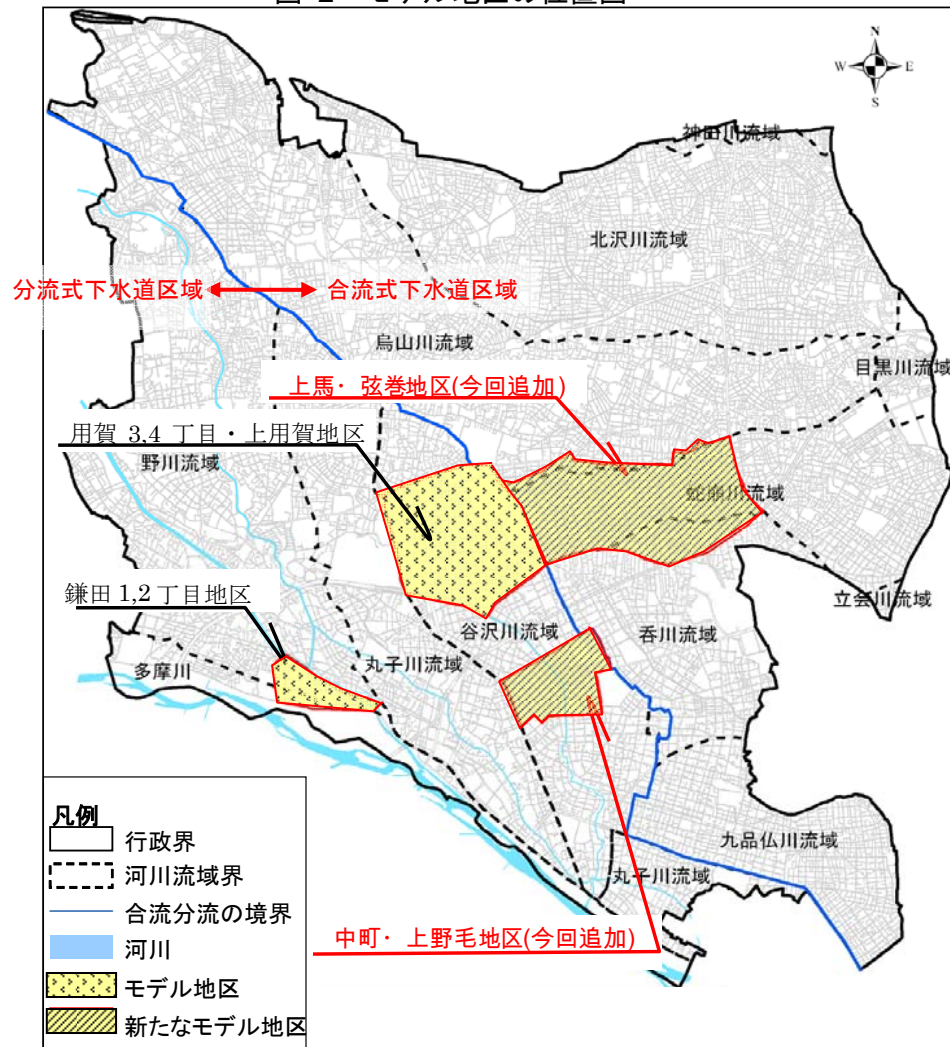 N
W E
S
神田川流域
北沢川流域
分流式下水道区域
合流式下水道区域
烏山川流域
目黒川流域
上馬・弦巻地区(今回追加)
用賀 3,4 丁目・上用賀地区
野川流域
蛇崩川流域
鎌田 1,2 丁目地区
立会川流域
谷沢川流域
呑川流域
丸子川流域
多摩川
九品仏川流域
丸子川流域
中町・上野毛地区(今回追加)
凡例
行政界
河川流域界
合流分流の境界
河川
モデル地区
新たなモデル地区